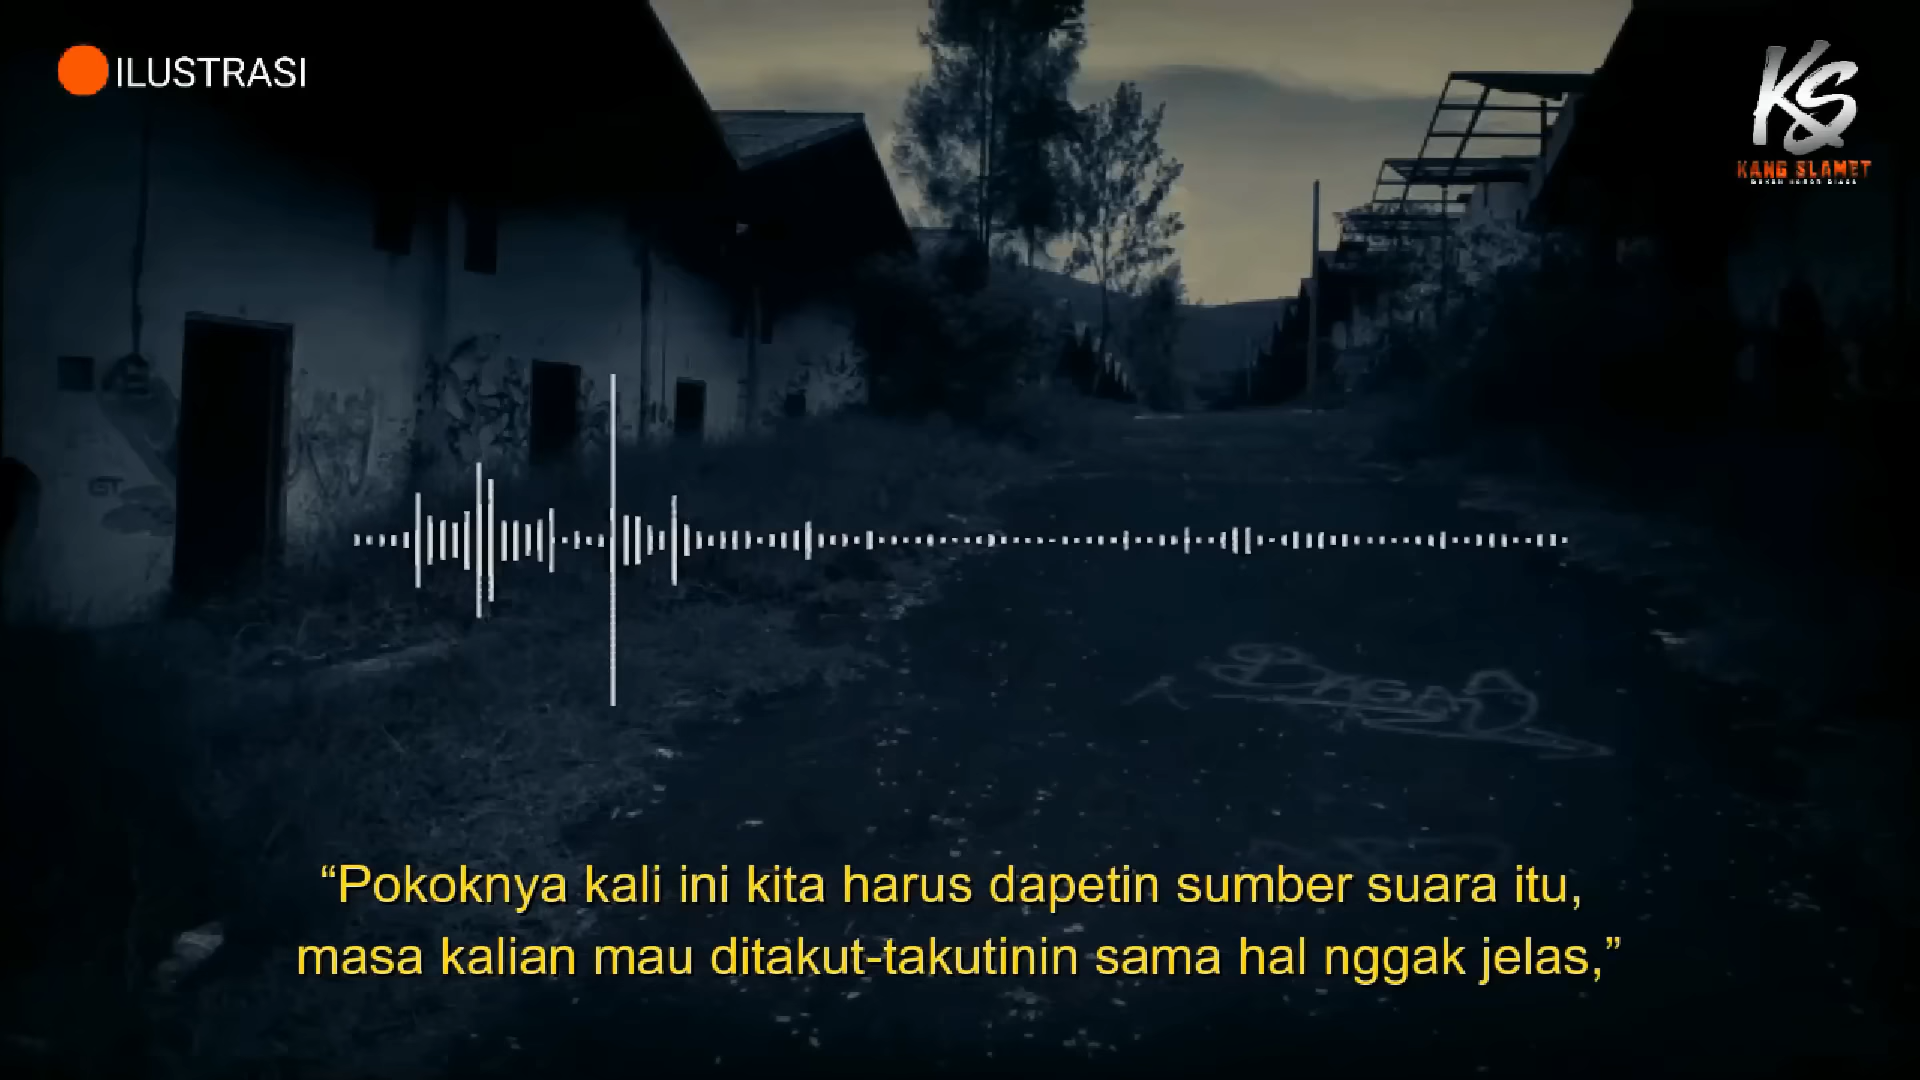 ILUSTRASI
KS
KANG SLAMET
GT
“Pokoknya kali ini kita harus dapetin sumber suara itu,
masa kalian mau ditakut-takutinin sama hal nggak jelas,”